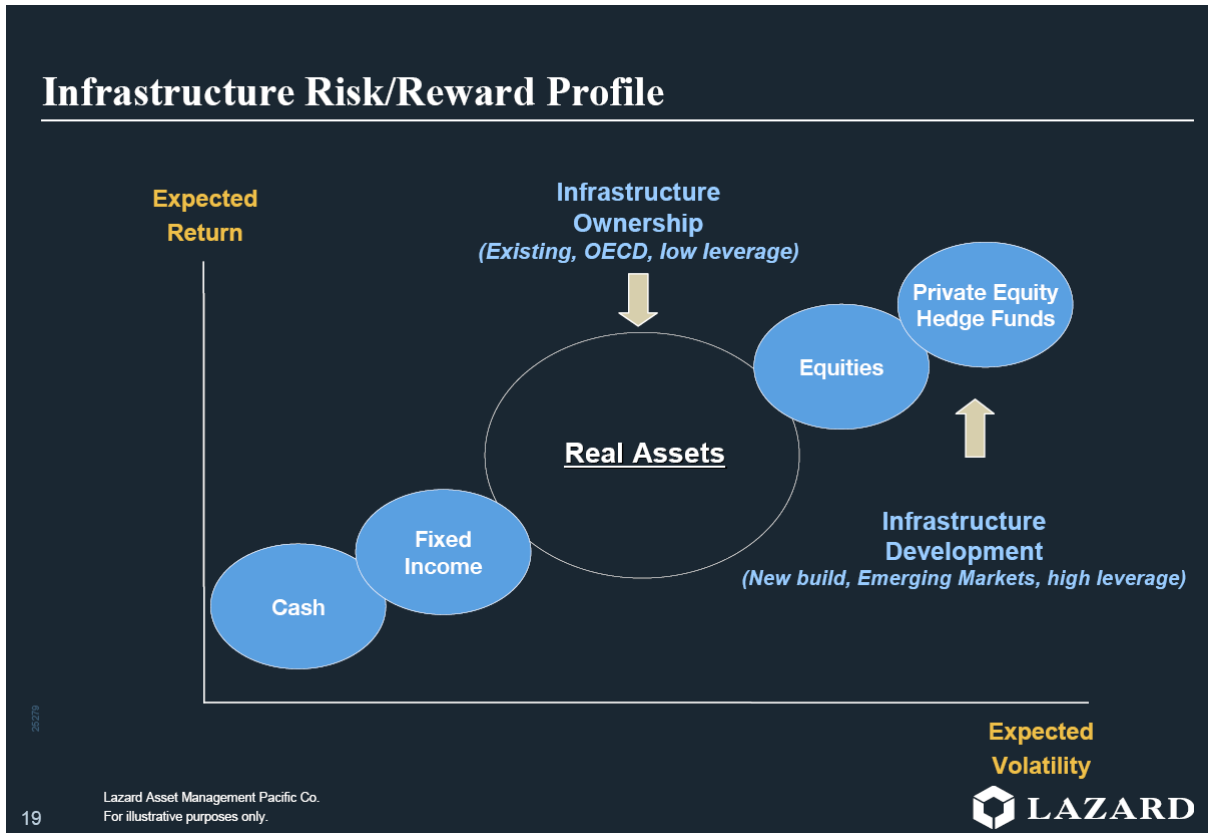 Infrastructure Risk/Reward Profile
Expected
Return
Infrastructure
Ownership
(Existing, OECD, low leverage)
Private Equity
Hedge Funds
Equities
Real Assets
Fixed
Income
Cash
Infrastructure
Development
(New build, Emerging Markets, high leverage)
Expected
Volatility
25279
19
Lazard Asset Management Pacific Co.
For illustrative purposes only.
LAZARD